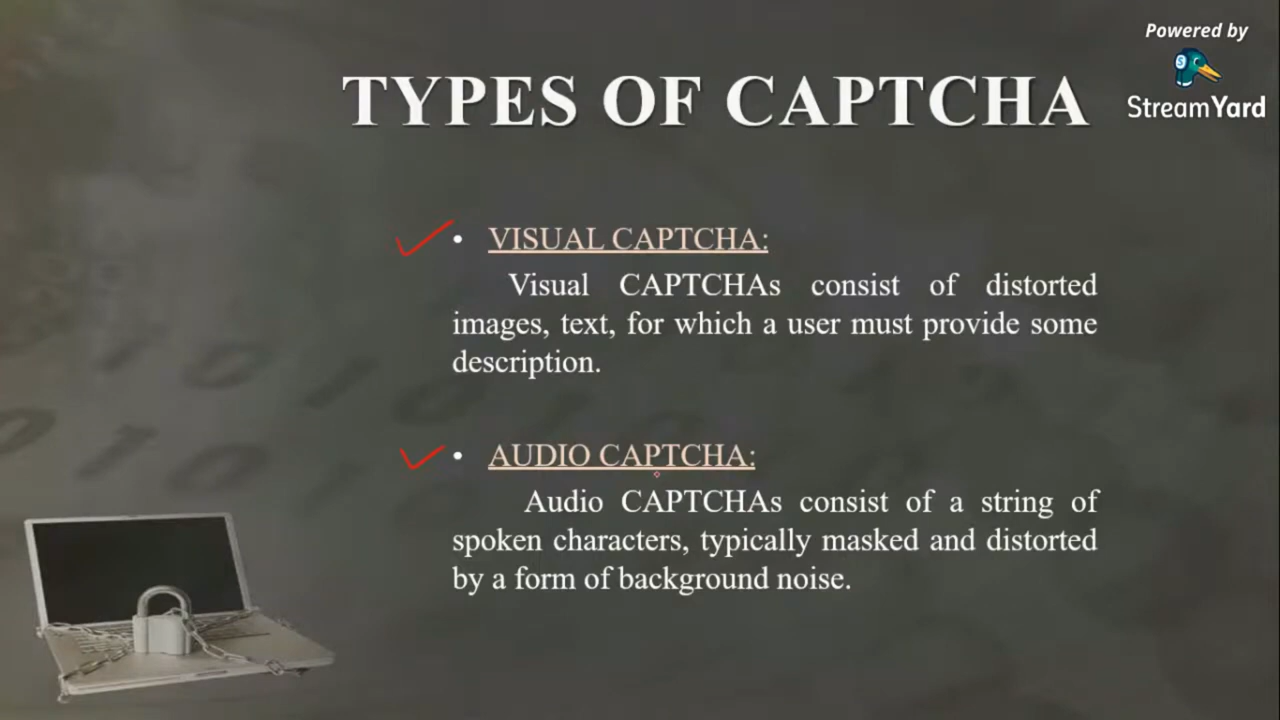 Powered by
StreamYard
TYPES OF CAPTCHA
• VISUAL CAPTCHA:
Visual CAPTCHAs consist of distorted
images, text, for which a user must provide some
description.
• AUDIO CAPTCHA:
Audio CAPTCHAs consist of a string of
spoken characters, typically masked and distorted
by a form of background noise.